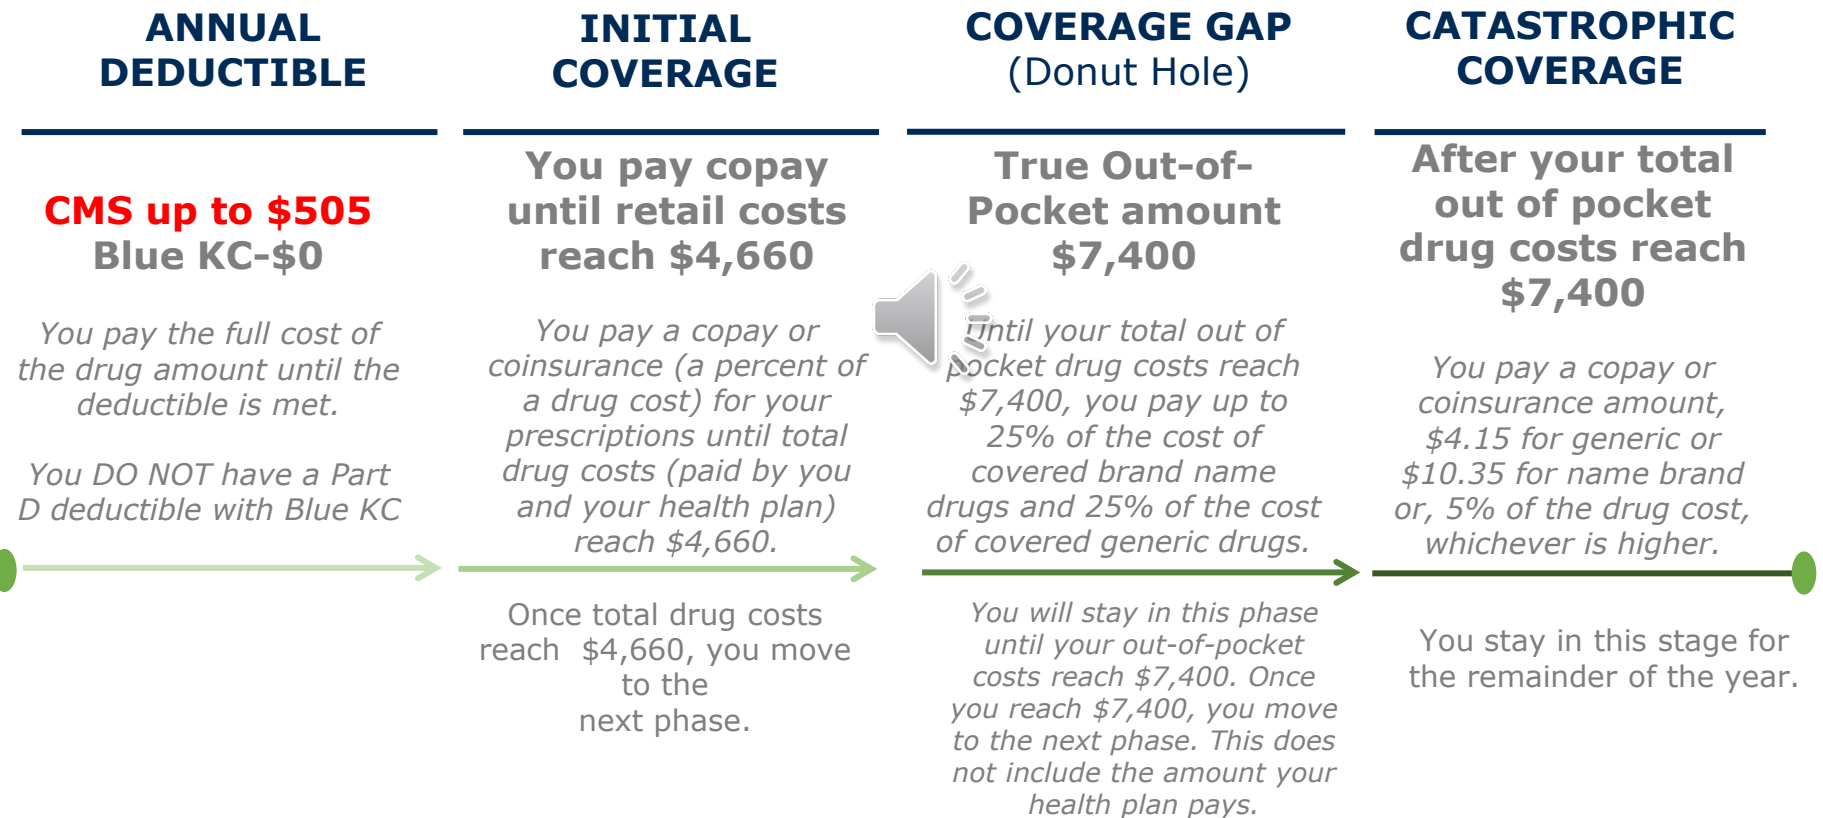 ANNUAL
DEDUCTIBLE
CMS up to $505
Blue KC-$0
You pay the full cost of
the drug amount until the
deductible is met.
You DO NOT have a Part
D deductible with Blue KC
INITIAL
COVERAGE
You pay copay
until retail costs
reach $4,660
You pay a copay or
coinsurance (a percent of
a drug cost) for your
prescriptions until total
drug costs (paid by you
and your health plan)
reach $4,660.
Once total drug costs
reach $4,660, you move
to the
next phase.
COVERAGE GAP
(Donut Hole)
True Out-of-
Pocket amount
$7,400
Until your total out of
pocket drug costs reach
$7,400, you pay up to
25% of the cost of
covered brand name
drugs and 25% of the cost
of covered generic drugs.
You will stay in this phase
until your out-of-pocket
costs reach $7,400. Once
you reach $7,400, you move
to the next phase. This does
not include the amount your
health plan pays.
CATASTROPHIC
COVERAGE
After your total
out of pocket
drug costs reach
$7,400
You pay a copay or
coinsurance amount,
$4.15 for generic or
$10.35 for name brand
or, 5% of the drug cost,
whichever is higher.
You stay in this stage for
the remainder of the year.